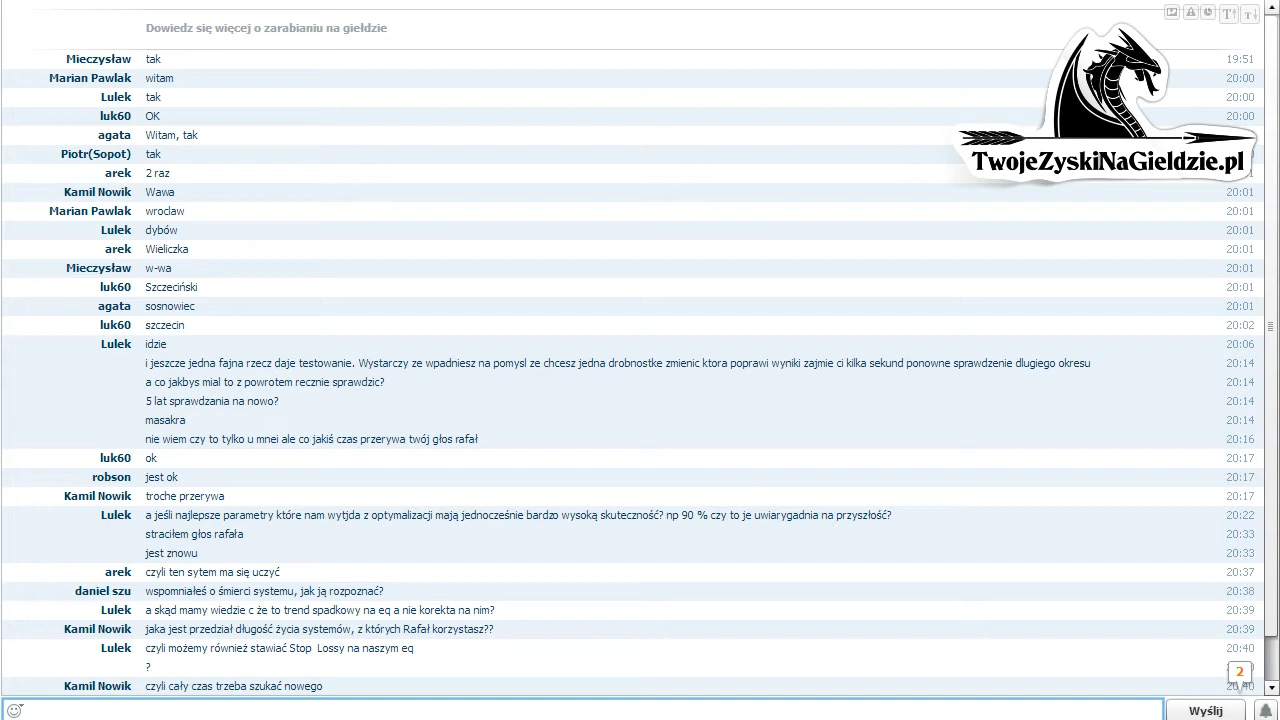 Dowiedz się więcej o zarabianiu na giełdzie
Mieczysław tak 19:51
Marian Pawlak witam 20:00
Lulek tak 20:00
luk60 OK 20:00
agata Witam, tak
TwojeZyskiNaGieldzie.pl
Piotr(Sopot) tak
arek 2 raz
Kamil Nowik Wawa 20:01
Marian Pawlak wroclaw 20:01
Lulek dybów 20:01
arek Wieliczka 20:01
Mieczysław w-wa 20:01
luk60 Szczeciński 20:01
agata sosnowiec 20:01
luk60 szczecin 20:02
Lulek idzie 20:06
i jeszcze jedna fajna rzecz daje testowanie. Wystarczy ze wpadniesz na pomysl ze chcesz jedna drobnostke zmienic ktora poprawi wyniki zajmie ci kilka sekund ponowne sprawdzenie dlugiego okresu 20:14
a co jakbys mial to z powrotem recznie sprawdzic? 20:14
5 lat sprawdzania na nowo? 20:14
masakra 20:14
nie wiem czy to tylko u mnei ale co jakiś czas przerywa twój głos rafał 20:16
luk60 ok 20:17
robson jest ok 20:17
Kamil Nowik troche przerywa 20:17
Lulek a jeśli najlepsze parametry które nam wytjda z optymalizacji mają jednocześnie bardzo wysoką skuteczność? np 90 % czy to je uwiarygadnia na przyszłość? 20:22
straciłem głos rafała 20:33
jest znowu 20:33
arek czyli ten sytem ma się uczyć 20:37
daniel szu wspomniałeś o śmierci systemu, jak ją rozpoznać? 20:38
Lulek a skąd mamy wiedzie c że to trend spadkowy na eq a nie korekta na nim? 20:39
Kamil Nowik jaka jest przedział długość życia systemów, z których Rafał korzystasz?? 20:39
Lulek czyli możemy również stawiać Stop Lossy na naszym eq 20:40
?
2
Kamil Nowik czyli cały czas trzeba szukać nowego 20:40
Wyślij